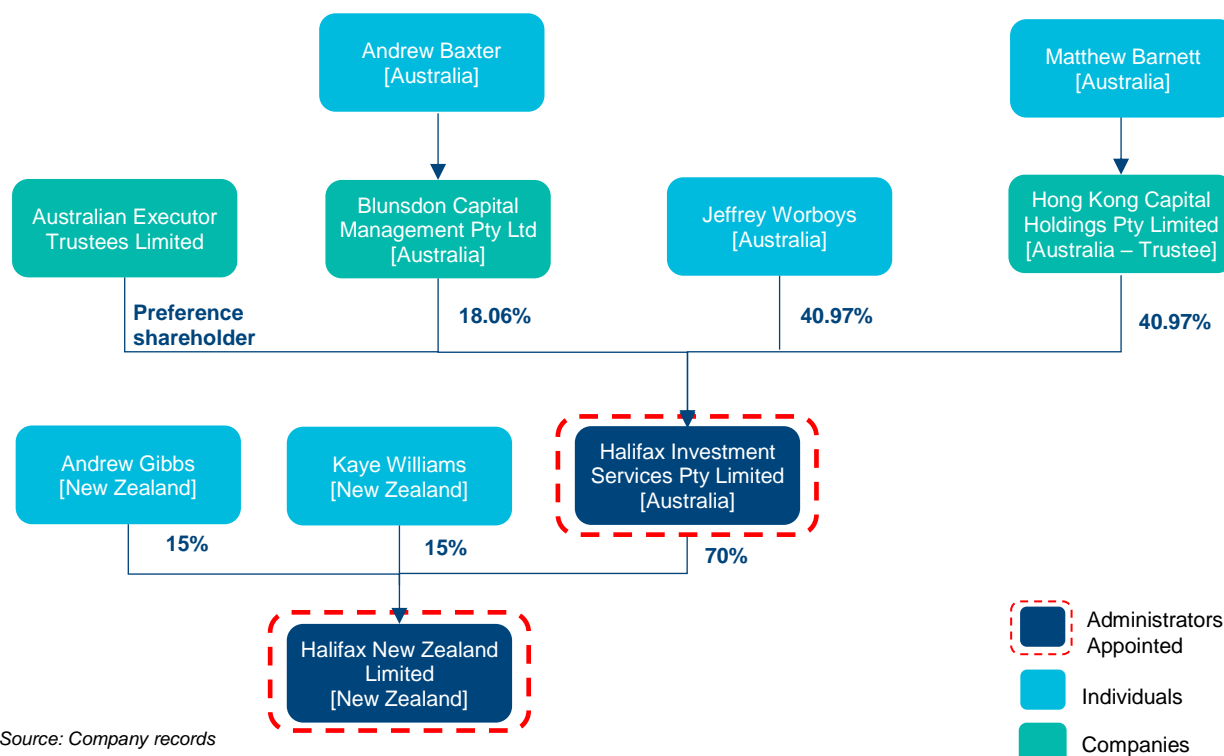 Andrew Baxter
[Australia]
Matthew Barnett
[Australia]
Australian Executor
Trustees Limited
Blunsdon Capital
Management Pty Ltd
[Australia]
Jeffrey Worboys
[Australia]
Hong Kong Capital
Holdings Pty Limited
[Australia – Trustee]
Preference
shareholder
18.06%
40.97%
40.97%
Andrew Gibbs
[New Zealand]
Kaye Williams
[New Zealand]
Halifax Investment
Services Pty Limited
[Australia]
15%
15%
70%
Halifax New Zealand
Limited
[New Zealand]
Administrators
Appointed
Individuals
Companies
Source: Company records